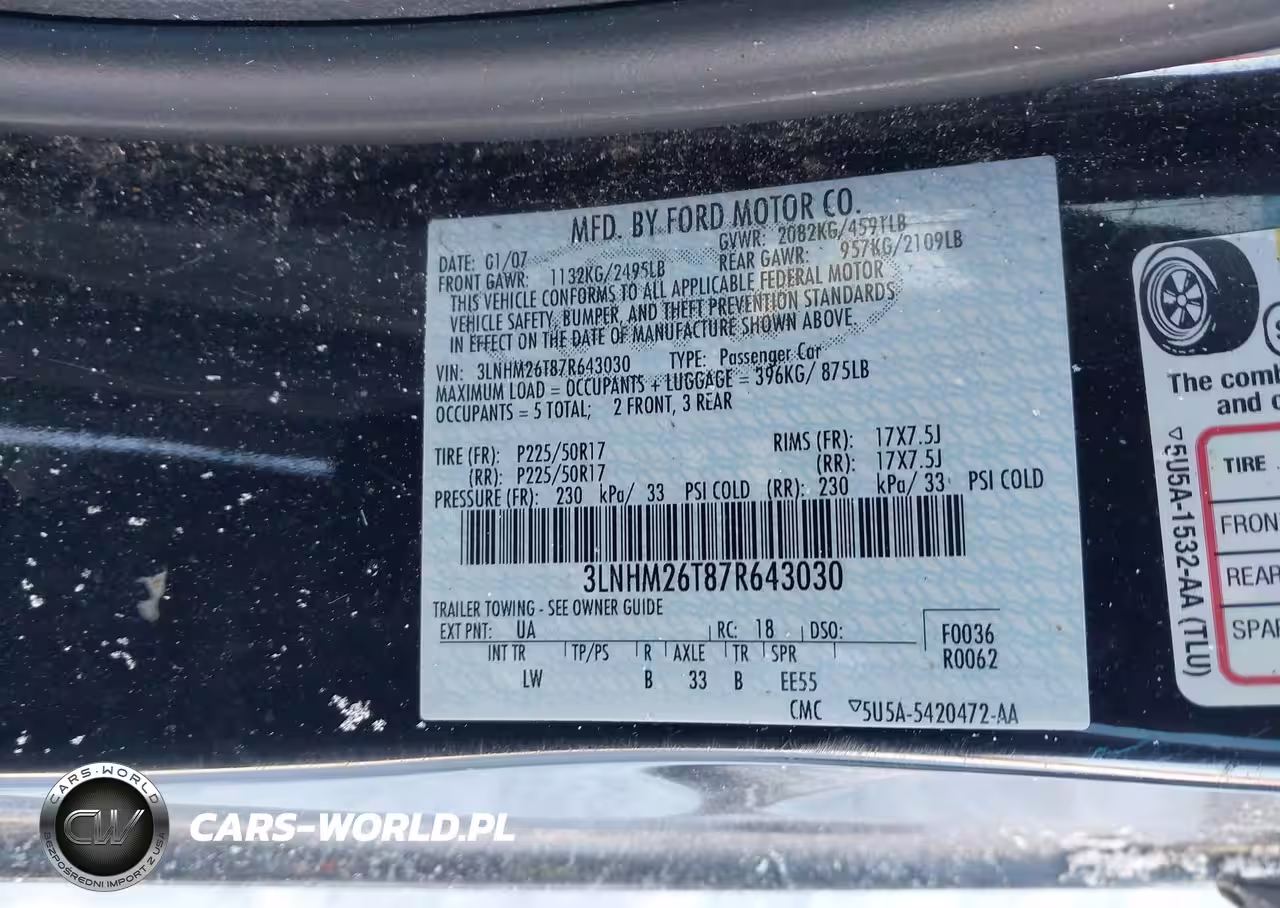 MFD. BY FORD MOTOR CO.
DATE: 01/07 GVWR: 2082KG/4591LB
FRONT GAWR: 1132KG/2495LB REAR GAWR: 957KG/2109LB
THIS VEHICLE CONFORMS TO ALL APPLICABLE FEDERAL MOTOR
VEHICLE SAFETY, BUMPER, AND THEFT PREVENTION STANDARDS
IN EFFECT ON THE DATE OF MANUFACTURE SHOWN ABOVE.
VIN: 3LNHM26T87R643030 TYPE: Passenger Car
MAXIMUM LOAD = OCCUPANTS + LUGGAGE = 396KG/ 875LB
OCCUPANTS = 5 TOTAL; 2 FRONT, 3 REAR
TIRE (FR): P225/50R17 RIMS (FR): 17X7.5J
(RR): P225/50R17 (RR): 17X7.5J
PRESSURE (FR): 230 kPa/ 33 PSI COLD (RR): 230 kPa/ 33 PSI COLD
3LNHM26T87R643030
TRAILER TOWING - SEE OWNER GUIDE
EXT PNT: UA RC: 18 DSO: F0036
R0062
INT TR TP/PS R AXLE TR SPR
LW B 33 B EE55
CMC ▽5U5A-5420472-AA
The comb
and
▽5U5A-1532-AA (TLU)
TIRE
FRON
REAR
SPAR
CARS-WORLD
CW
BEZPOŚREDNI IMPORT Z USA
CARS-WORLD.PL